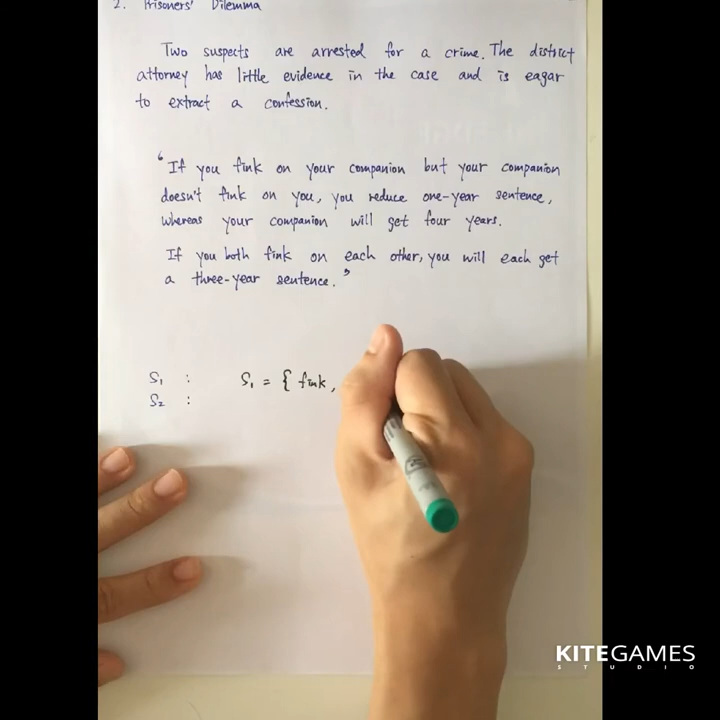 2. Prisoners' Dilemma
Two suspects are arrested for a crime. The district
attorney has little evidence in the case and is eagar
to extract a confession.
“If you fink on your companion but your companion
doesn't fink on you, you reduce one-year sentence,
whereas your companion will get four years.
If you both fink on each other, you will each get
a three-year sentence.”
S₁ : S₁ = { fink,
S₂ :
KITEGAMES
STUDIO